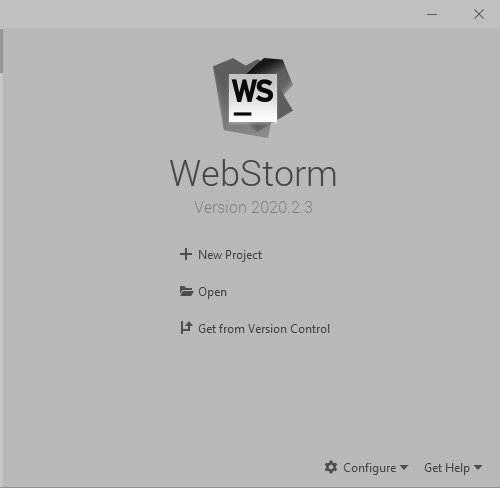 WS
WebStorm
Version 2020.2.3
New Project
Open
Get from Version Control
Configure Get Help